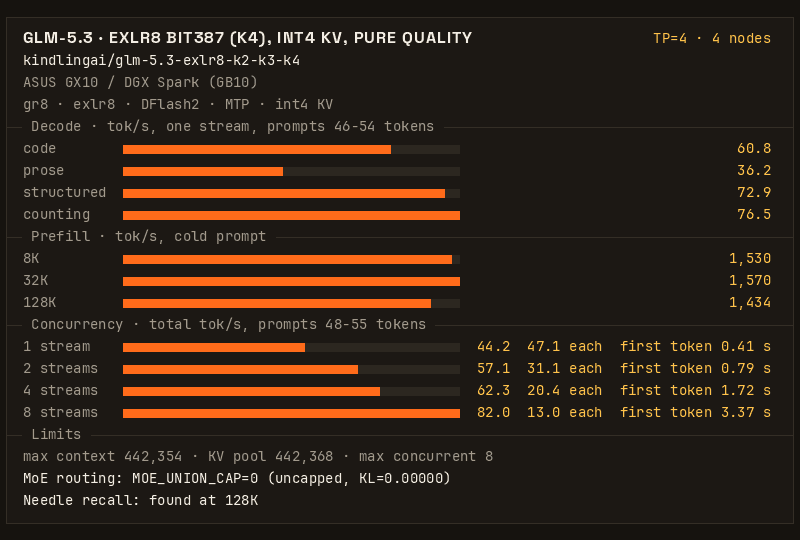 GLM-5.3 · EXLR8 BIT387 (K4), INT4 KV, PURE QUALITY TP=4 · 4 nodes
kindlingai/glm-5.3-exlr8-k2-k3-k4
ASUS GX10 / DGX Spark (GB10)
gr8 · exlr8 · DFlash2 · MTP · int4 KV
Decode · tok/s, one stream, prompts 46-54 tokens
code 60.8
prose 36.2
structured 72.9
counting 76.5
Prefill · tok/s, cold prompt
8K 1,530
32K 1,570
128K 1,434
Concurrency · total tok/s, prompts 48-55 tokens
1 stream 44.2 47.1 each first token 0.41 s
2 streams 57.1 31.1 each first token 0.79 s
4 streams 62.3 20.4 each first token 1.72 s
8 streams 82.0 13.0 each first token 3.37 s
Limits
max context 442,354 · KV pool 442,368 · max concurrent 8
MoE routing: MOE_UNION_CAP=0 (uncapped, KL=0.00000)
Needle recall: found at 128K